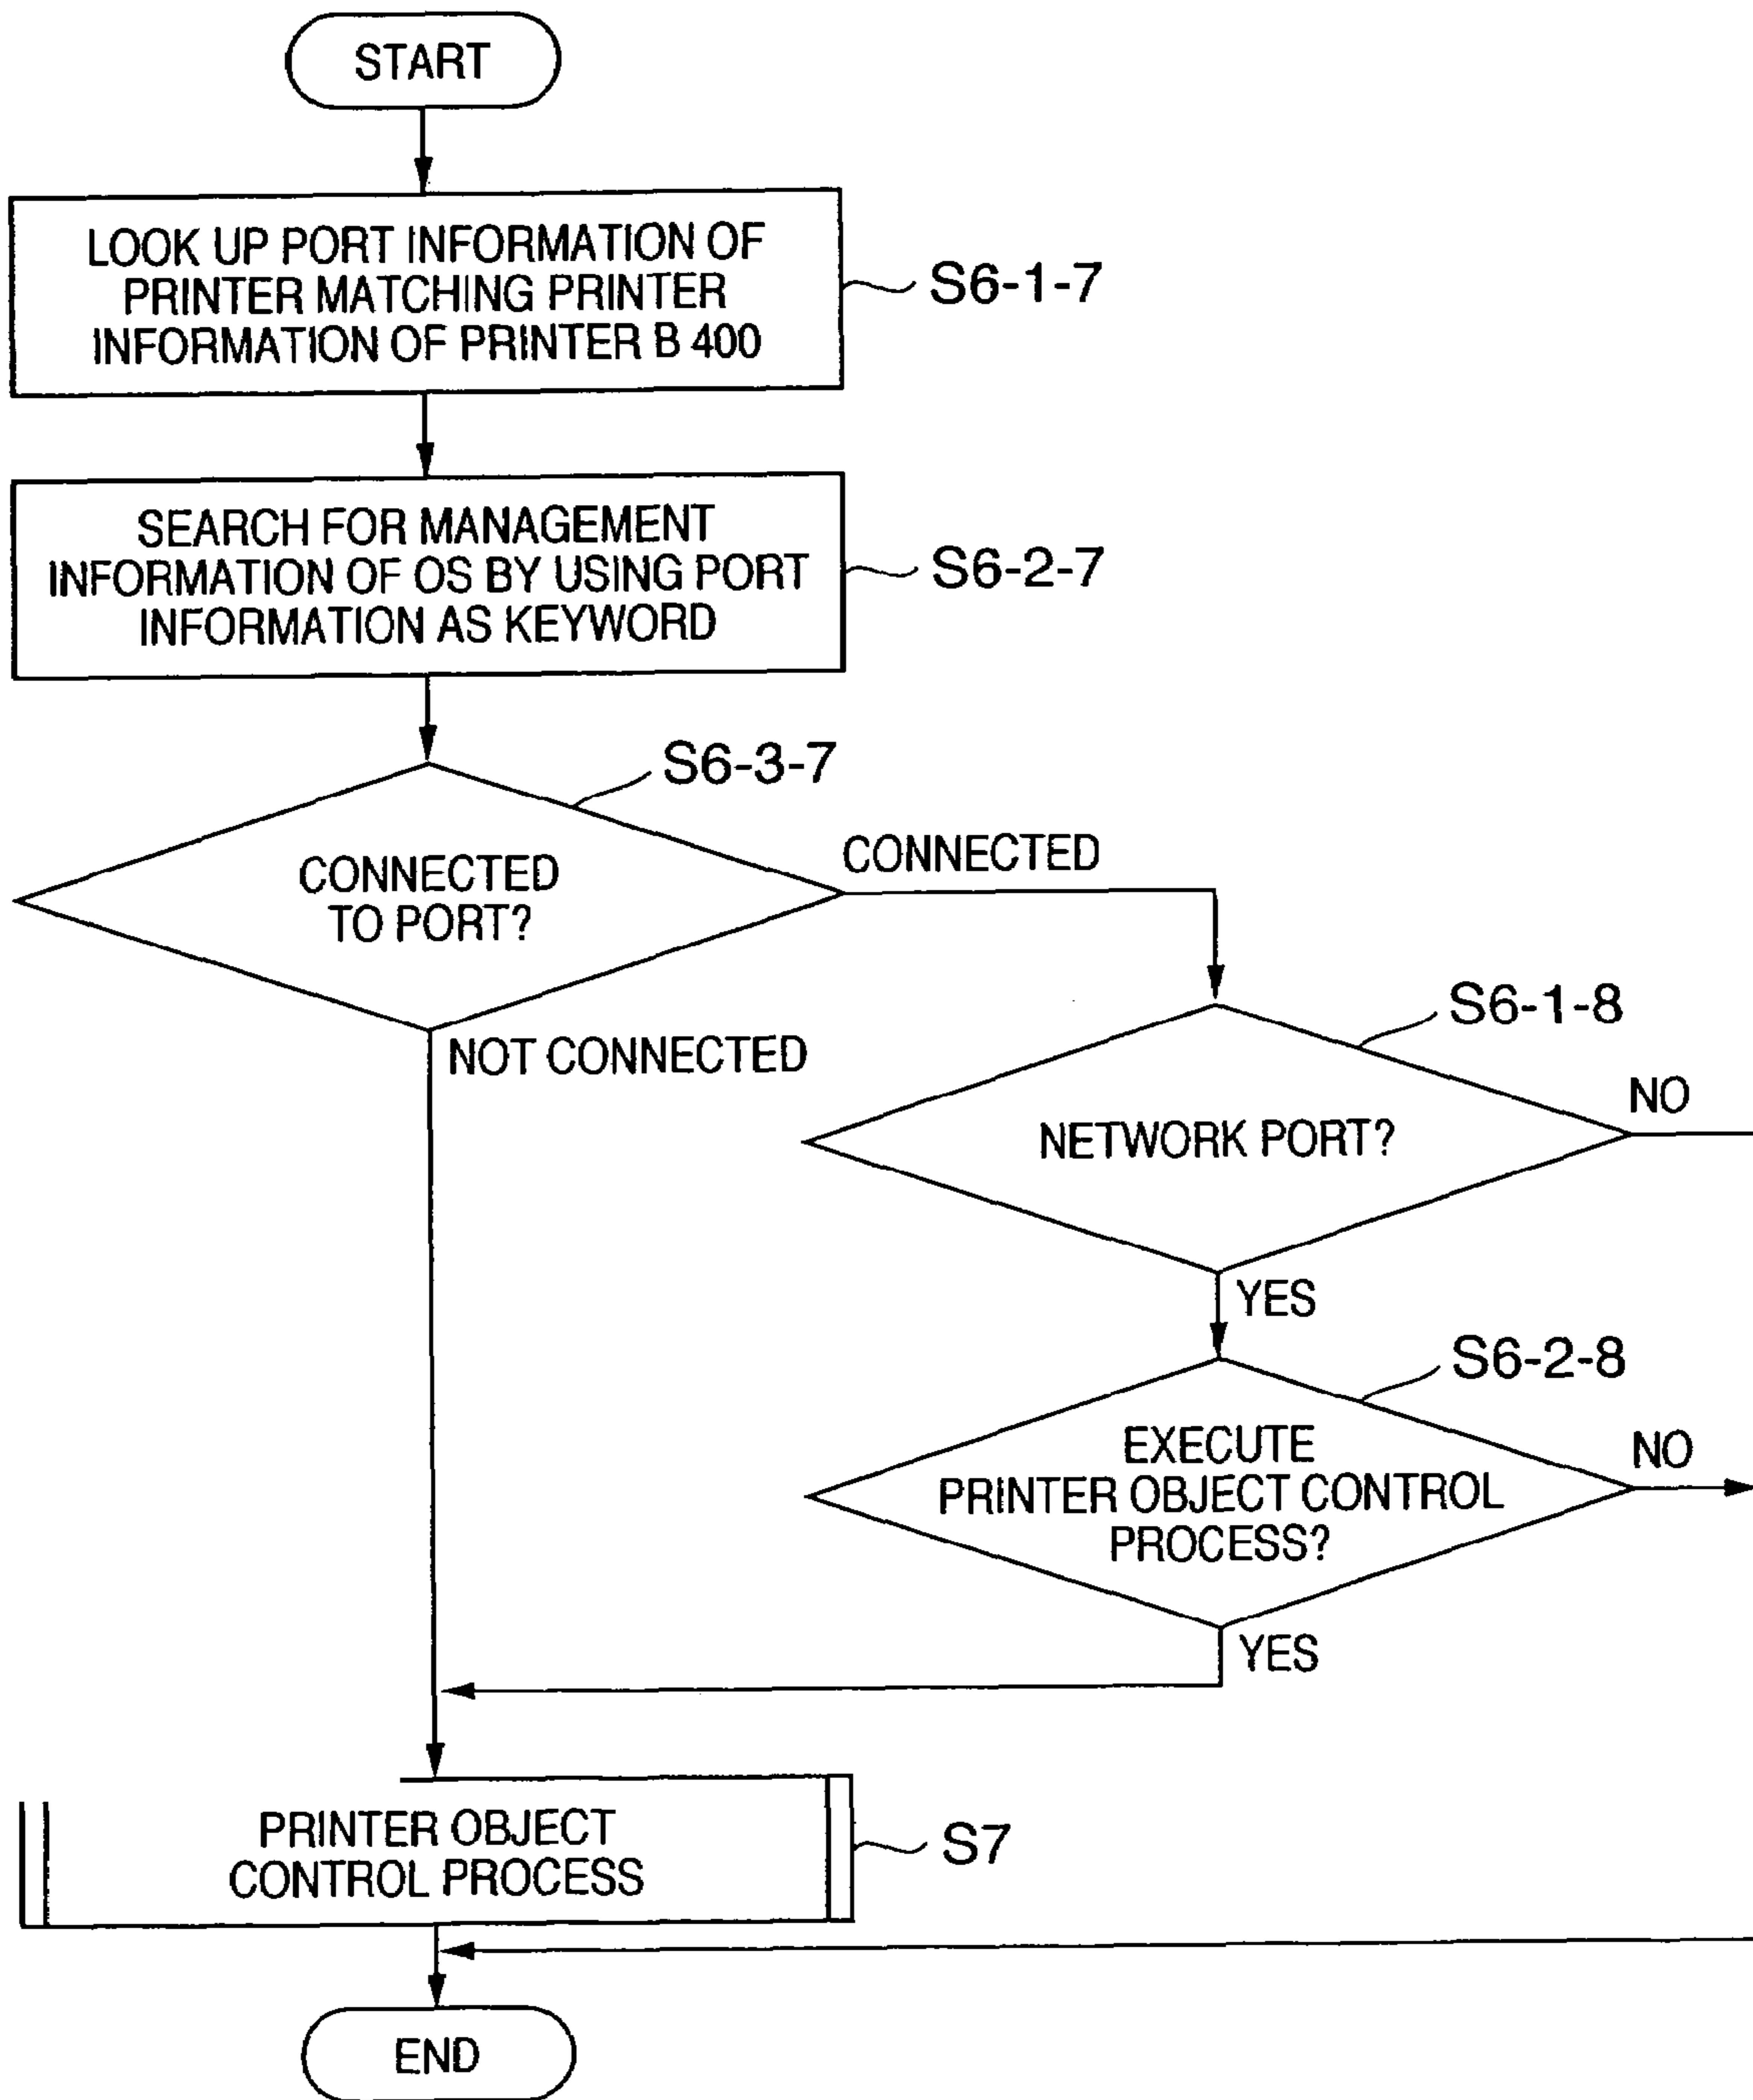 START
LOOK UP PORT INFORMATION OF
PRINTER MATCHING PRINTER
INFORMATION OF PRINTER B 400
S6-1-7
SEARCH FOR MANAGEMENT
INFORMATION OF OS BY USING PORT
INFORMATION AS KEYWORD
S6-2-7
S6-3-7
CONNECTED
TO PORT?
CONNECTED
NOT CONNECTED
S6-1-8
NETWORK PORT?
NO
YES
S6-2-8
EXECUTE
PRINTER OBJECT CONTROL
PROCESS?
NO
YES
PRINTER OBJECT
CONTROL PROCESS
S7
END